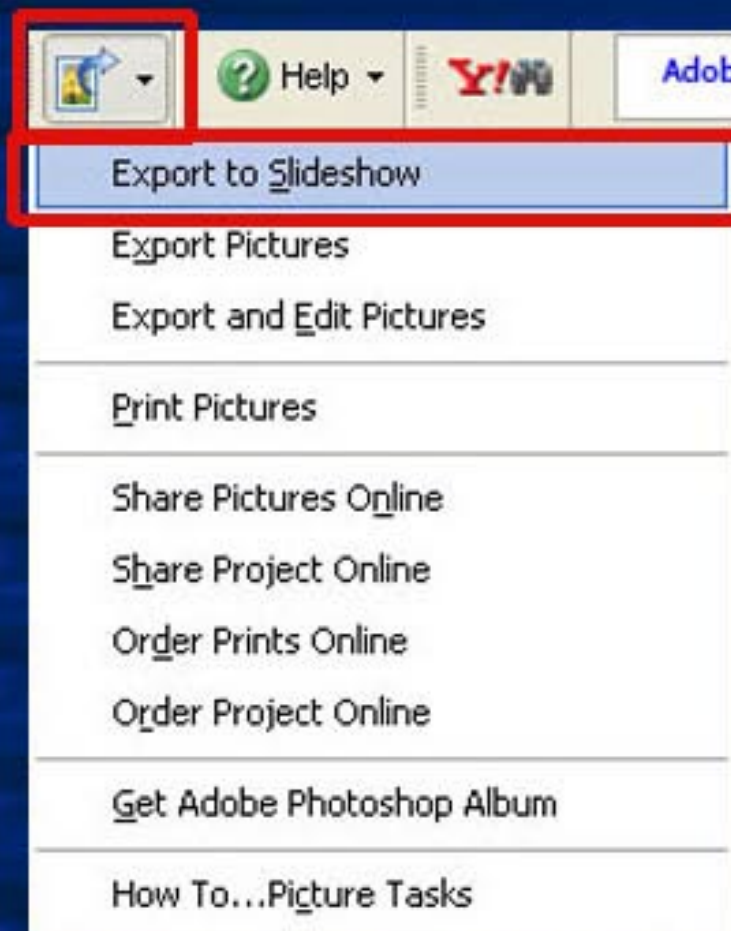 Help
Y!
Adob
Export to Slideshow
Export Pictures
Export and Edit Pictures
Print Pictures
Share Pictures Online
Share Project Online
Order Prints Online
Order Project Online
Get Adobe Photoshop Album
How To...Picture Tasks